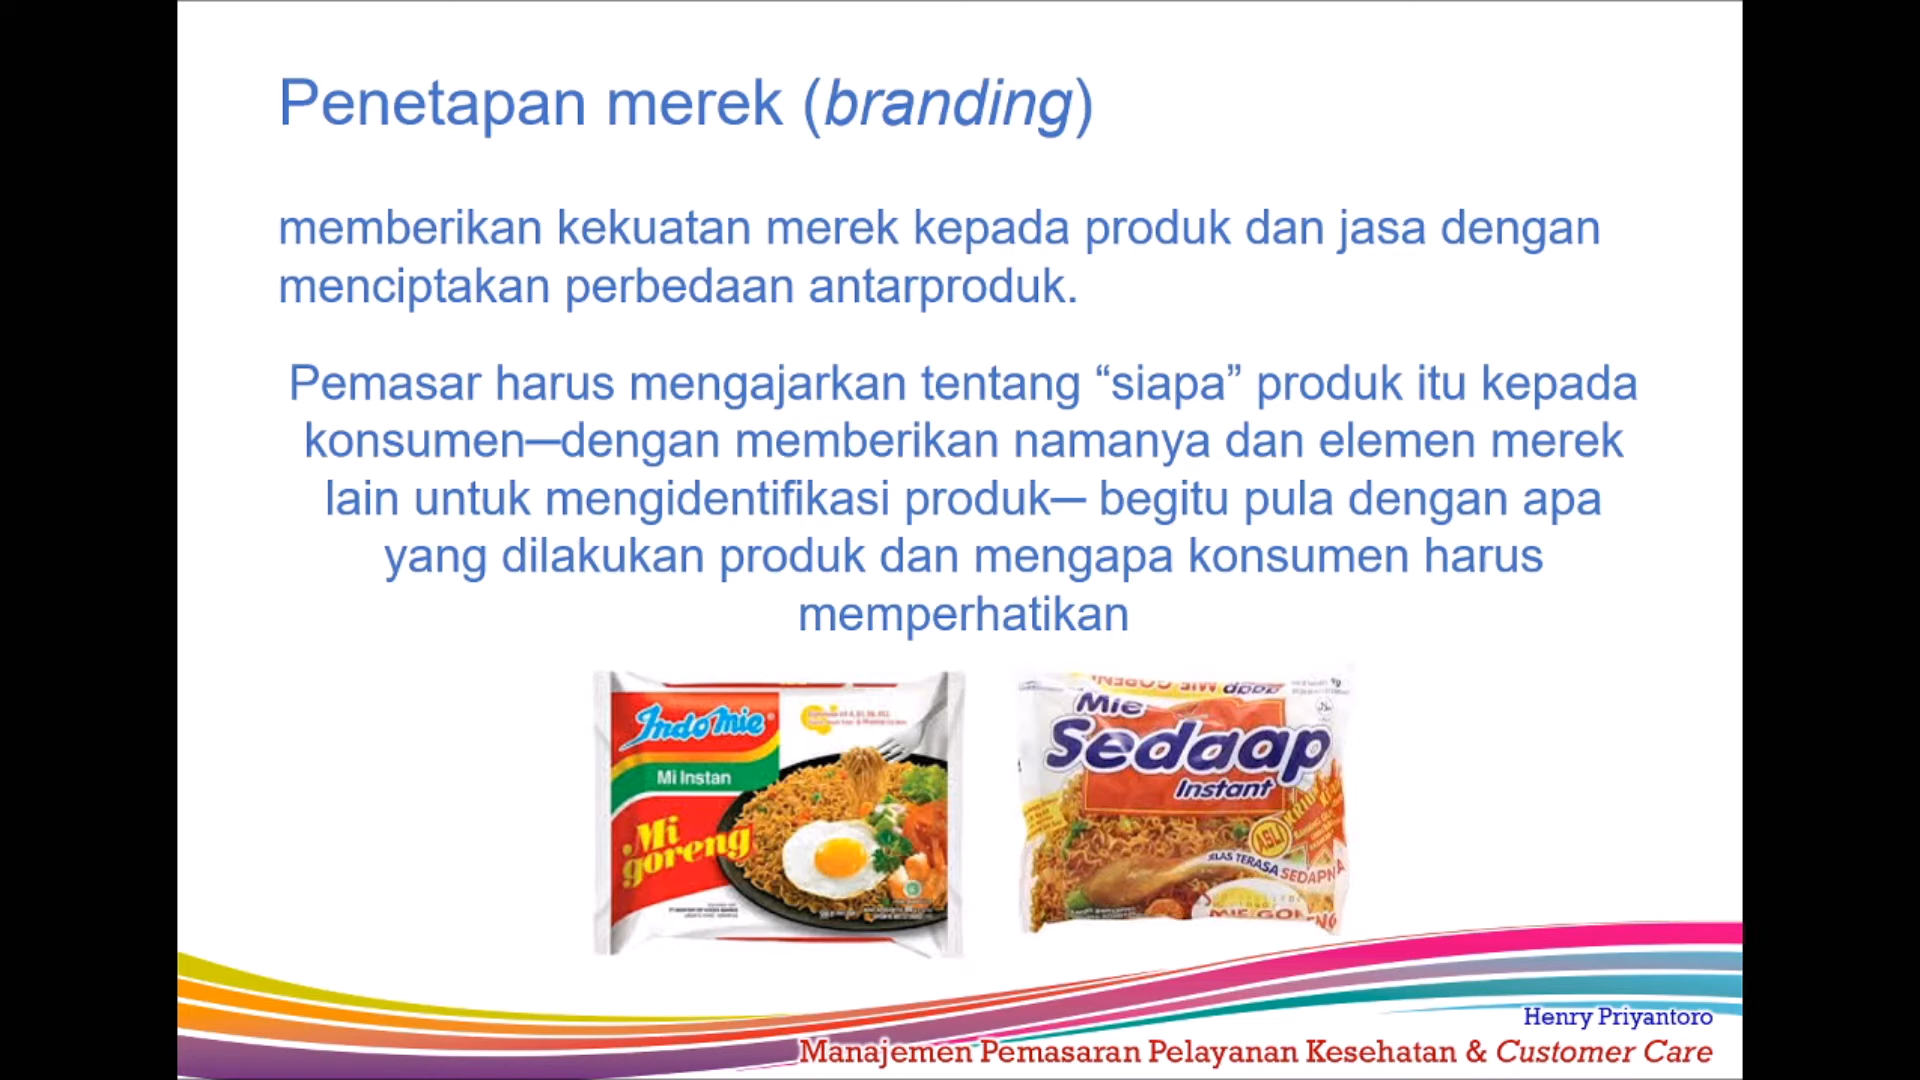 Penetapan merek (branding)
memberikan kekuatan merek kepada produk dan jasa dengan
menciptakan perbedaan antarproduk.
Pemasar harus mengajarkan tentang “siapa” produk itu kepada
konsumen—dengan memberikan namanya dan elemen merek
lain untuk mengidentifikasi produk— begitu pula dengan apa
yang dilakukan produk dan mengapa konsumen harus
memperhatikan
Indomie
Mi Instan
Mi
goreng
Mie
Sedaap
Instant
ASLI
JELAS TERASA SEDAPNYA
MIE GORENG
Henry Priyantoro
Manajemen Pemasaran Pelayanan Kesehatan & Customer Care